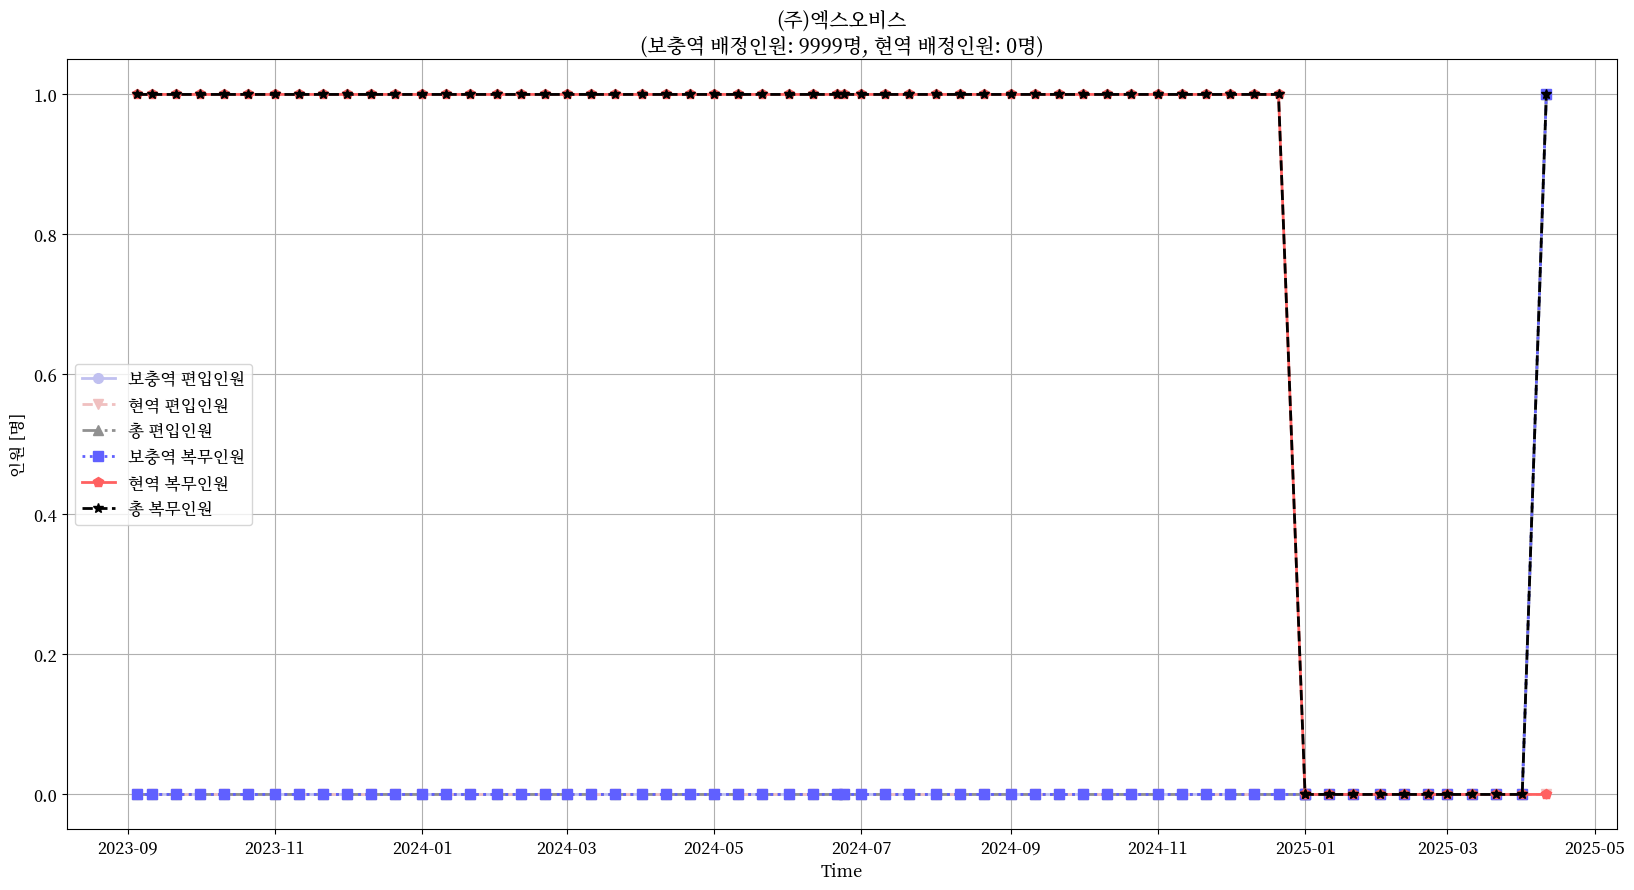 (주)엑스오비스
(보충역 배정인원: 9999명, 현역 배정인원: 0명)
1.0
0.8
0.6
0.4
0.2
0.0
인원 [명]
보충역 편입인원
현역 편입인원
총 편입인원
보충역 복무인원
현역 복무인원
총 복무인원
2023-09 2023-11 2024-01 2024-03 2024-05 2024-07 2024-09 2024-11 2025-01 2025-03 2025-05
Time